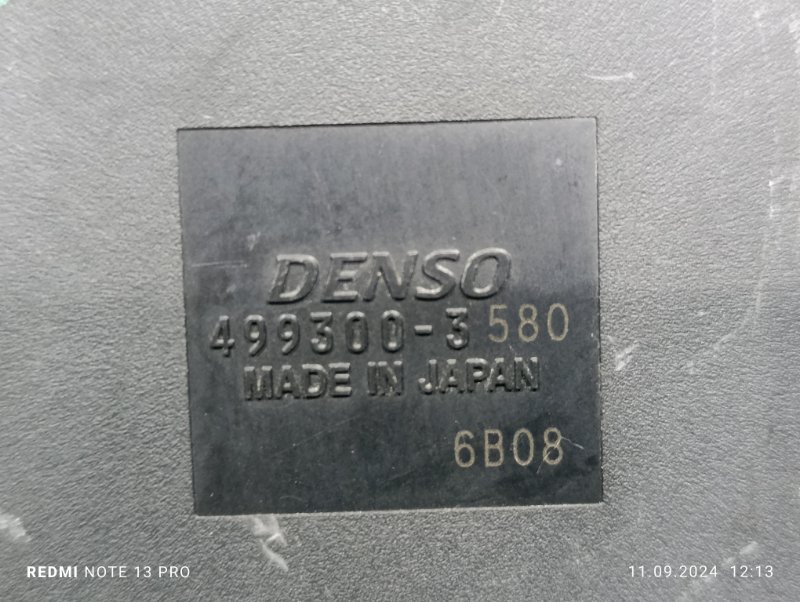 DENSO
499300-3580
MADE IN JAPAN
6B08
REDMI NOTE 13 PRO
11.09.2024 12:13